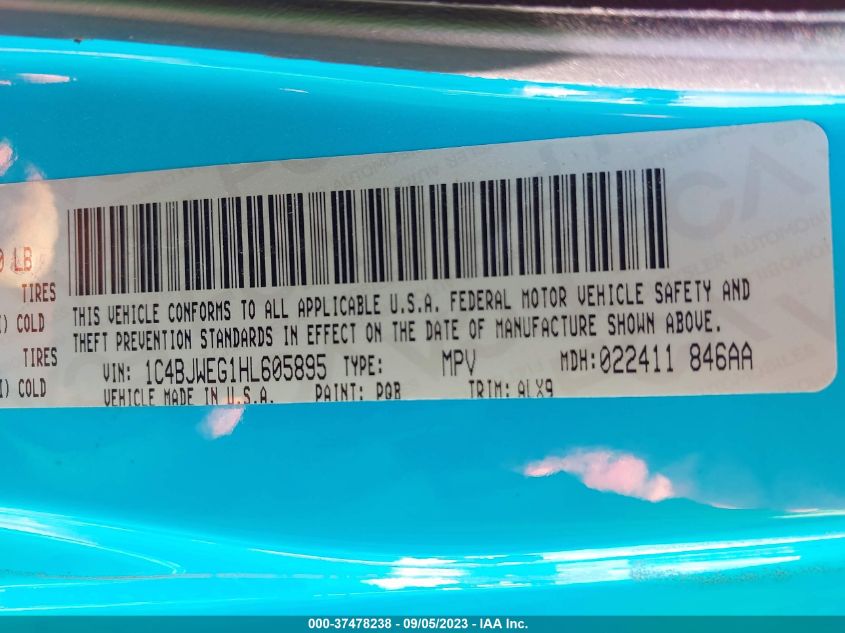 0 LB
TIRES
I) COLD
TIRES
I) COLD
THIS VEHICLE CONFORMS TO ALL APPLICABLE U.S.A. FEDERAL MOTOR VEHICLE SAFETY AND
THEFT PREVENTION STANDARDS IN EFFECT ON THE DATE OF MANUFACTURE SHOWN ABOVE.
VIN: 1C4BJWEG1HL605895 TYPE: MPV MDH:022411 846AA
VEHICLE MADE IN U.S.A. PAINT: PQB TRIM: ALX9
000-37478238 - 09/05/2023 - IAA Inc.